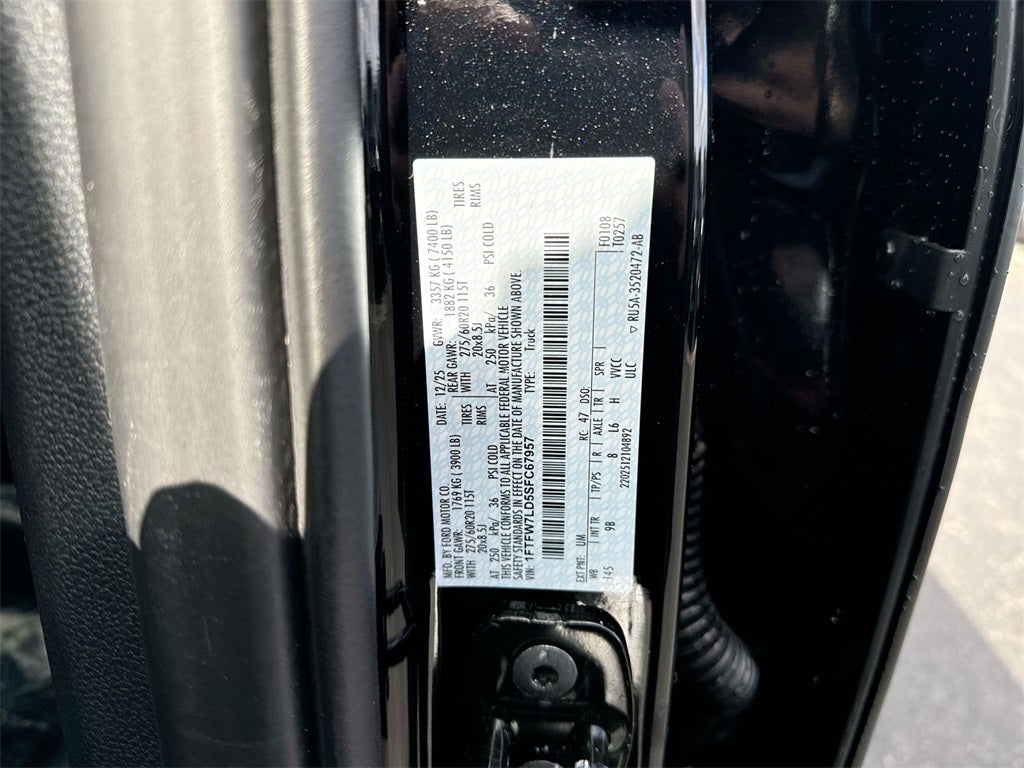 MFD. BY FORD MOTOR CO. DATE: 12/25 GVWR: 3357 KG ( 7400 LB)
FRONT GAWR: 1769 KG ( 3900 LB) REAR GAWR: 1882 KG ( 4150 LB)
WITH 275/60R20 115T TIRES WITH 275/60R20 115T TIRES
20x8.5J RIMS 20x8.5J RIMS
AT 250 kPa/ 36 PSI COLD AT 250 kPa/ 36 PSI COLD
THIS VEHICLE CONFORMS TO ALL APPLICABLE FEDERAL MOTOR VEHICLE
SAFETY STANDARDS IN EFFECT ON THE DATE OF MANUFACTURE SHOWN ABOVE.
VIN: 1FTFW7LD5SFC67957 TYPE: Truck
F0108
T0257
EXT PNT: UM RC: 47 DSO:
WB INT TR TP/PS R AXLE TR SPR
145 9B 8 L6 H VVCC
ULC
2202512104892 ▽ RU5A-3520472-AB